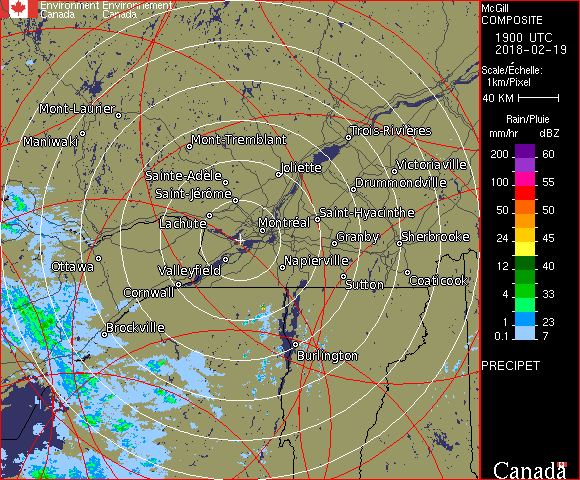 Environment Environnement
Canada Canada
McGill
COMPOSITE
1900 UTC
2018-02-19
Scale/Échelle:
1km/Pixel
40 KM
Rain/Pluie
mm/hr dBZ
200 60
100 55
50 50
24 45
12 40
4 33
1 23
0.1 7
PRECIPET
Canada
Mont-Laurier
Maniwaki
Mont-Tremblant
Trois-Rivières
Joliette
Victoriaville
Sainte-Adèle
Drummondville
Saint-Jérôme
Saint-Hyacinthe
Lachute
Montréal
Granby
Sherbrooke
Ottawa
Valleyfield
Napierville
Coaticook
Sutton
Cornwall
Brockville
Burlington